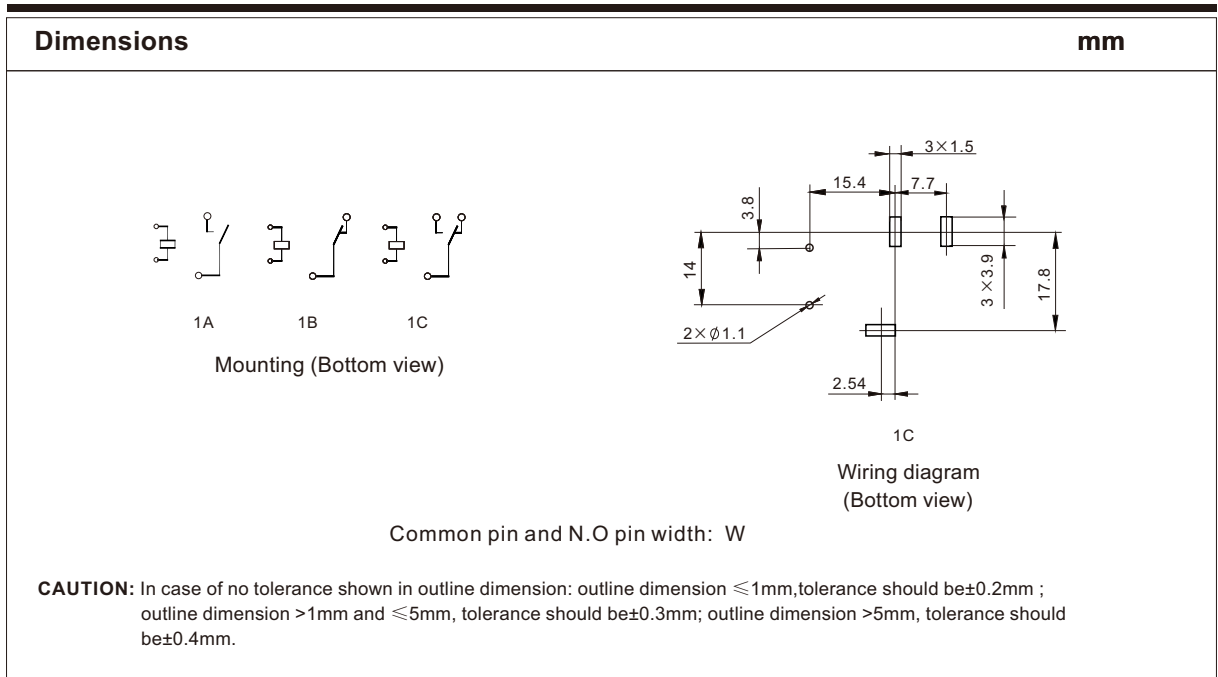 Dimensions mm
3×1.5
15.4 7.7
3.8
14
3×3.9
17.8
2×ϕ1.1
2.54
1A 1B 1C
Mounting (Bottom view)
1C
Wiring diagram
(Bottom view)
Common pin and N.O pin width: W
CAUTION: In case of no tolerance shown in outline dimension: outline dimension ≤1mm,tolerance should be±0.2mm ;
outline dimension >1mm and ≤5mm, tolerance should be±0.3mm; outline dimension >5mm, tolerance should
be±0.4mm.